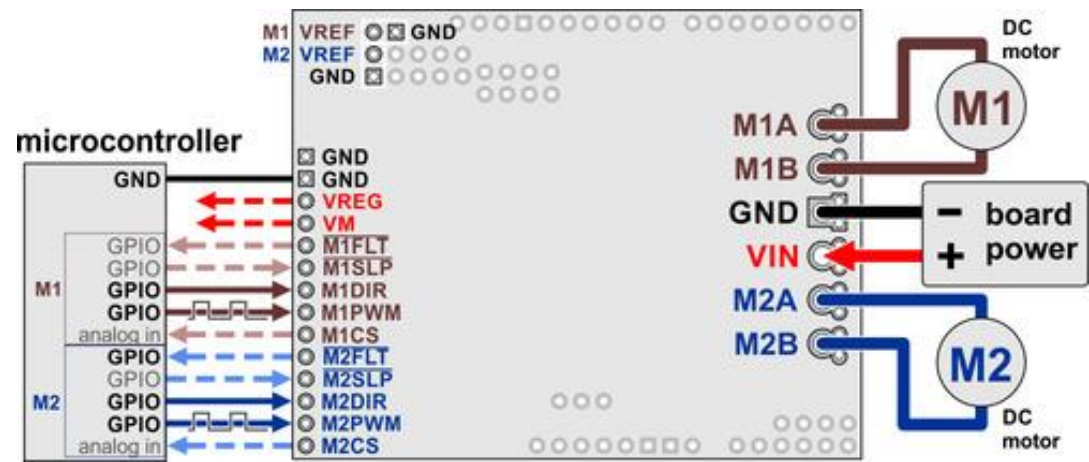 M1 VREF GND
M2 VREF
GND
microcontroller
GND
GPIO
GPIO
M1
GPIO
GPIO
analog in
GPIO
GPIO
M2
GPIO
GPIO
analog in
GND
GND
VREG
VM
M1FLT
M1SLP
M1DIR
M1PWM
M1CS
M2FLT
M2SLP
M2DIR
M2PWM
M2CS
M1A
M1B
GND
VIN
M2A
M2B
DC
motor
M1
- board
+ power
M2
DC
motor